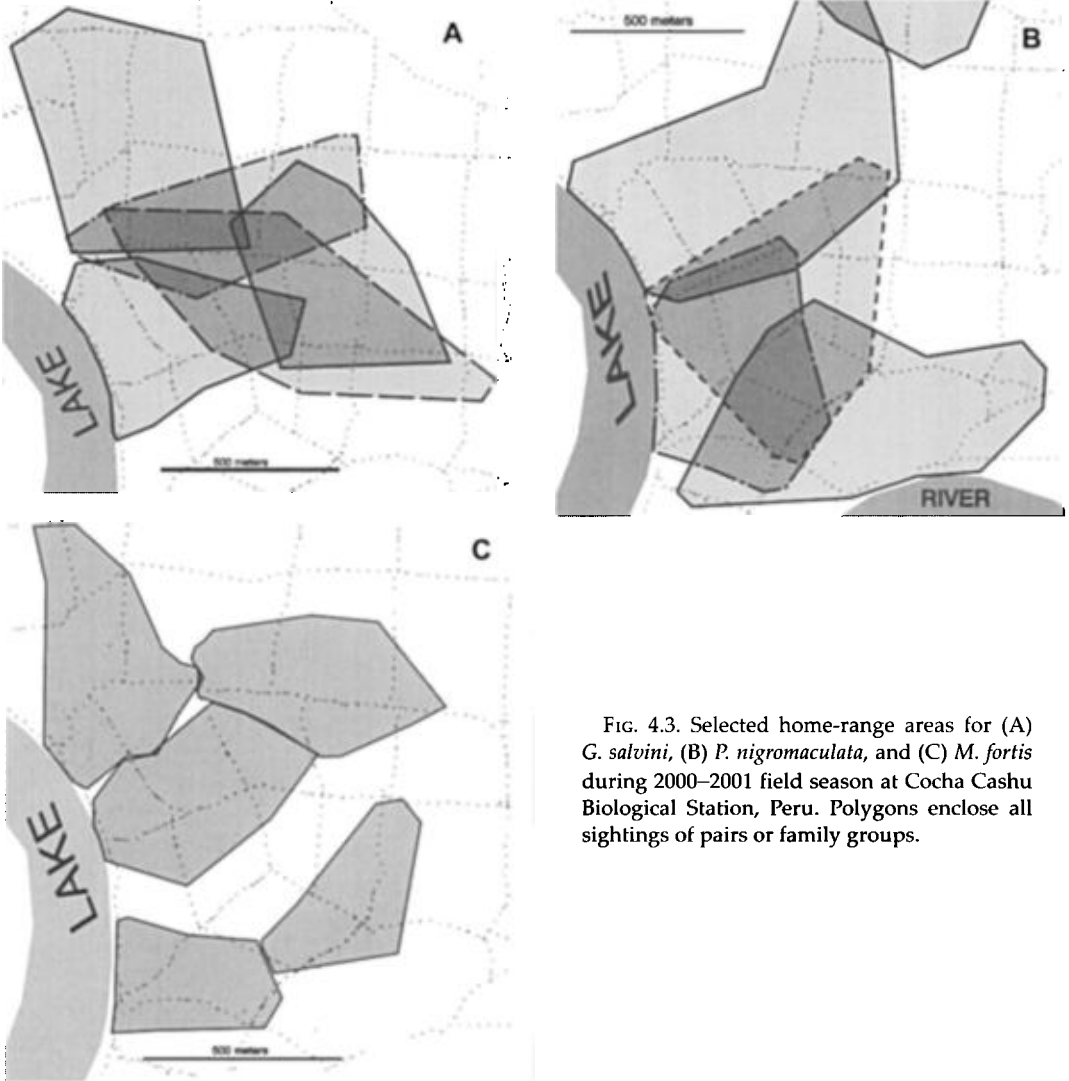 A
LAKE
500 meters
500 meters
B
LAKE
RIVER
C
LAKE
500 meters
FIG. 4.3. Selected home-range areas for (A)
G. salvini, (B) P. nigromaculata, and (C) M. fortis
during 2000–2001 field season at Cocha Cashu
Biological Station, Peru. Polygons enclose all
sightings of pairs or family groups.